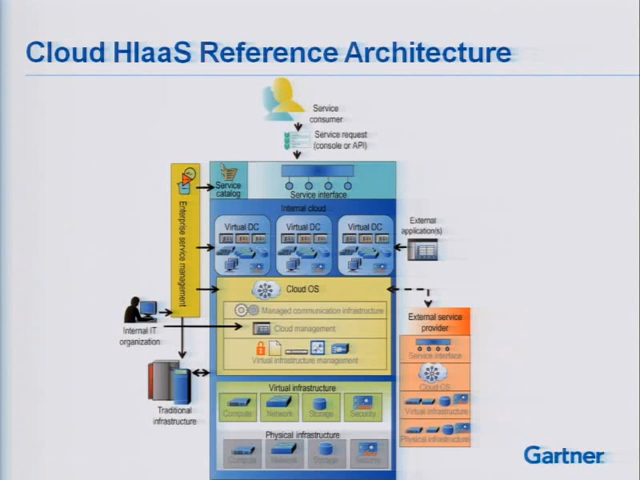 Cloud HIaaS Reference Architecture
Service
consumer
Service request
(console or API)
Service
catalog
Service interface
Enterprise service management
Internal cloud
Virtual DC
Virtual DC
Virtual DC
External
application(s)
Cloud OS
Managed communication infrastructure
Cloud management
Virtual infrastructure management
Internal IT
organization
External service
provider
Service interface
Cloud OS
Virtual infrastructure
Physical infrastructure
Traditional
infrastructure
Virtual infrastructure
Compute
Network
Storage
Security
Physical infrastructure
Compute
Network
Storage
Security
Gartner